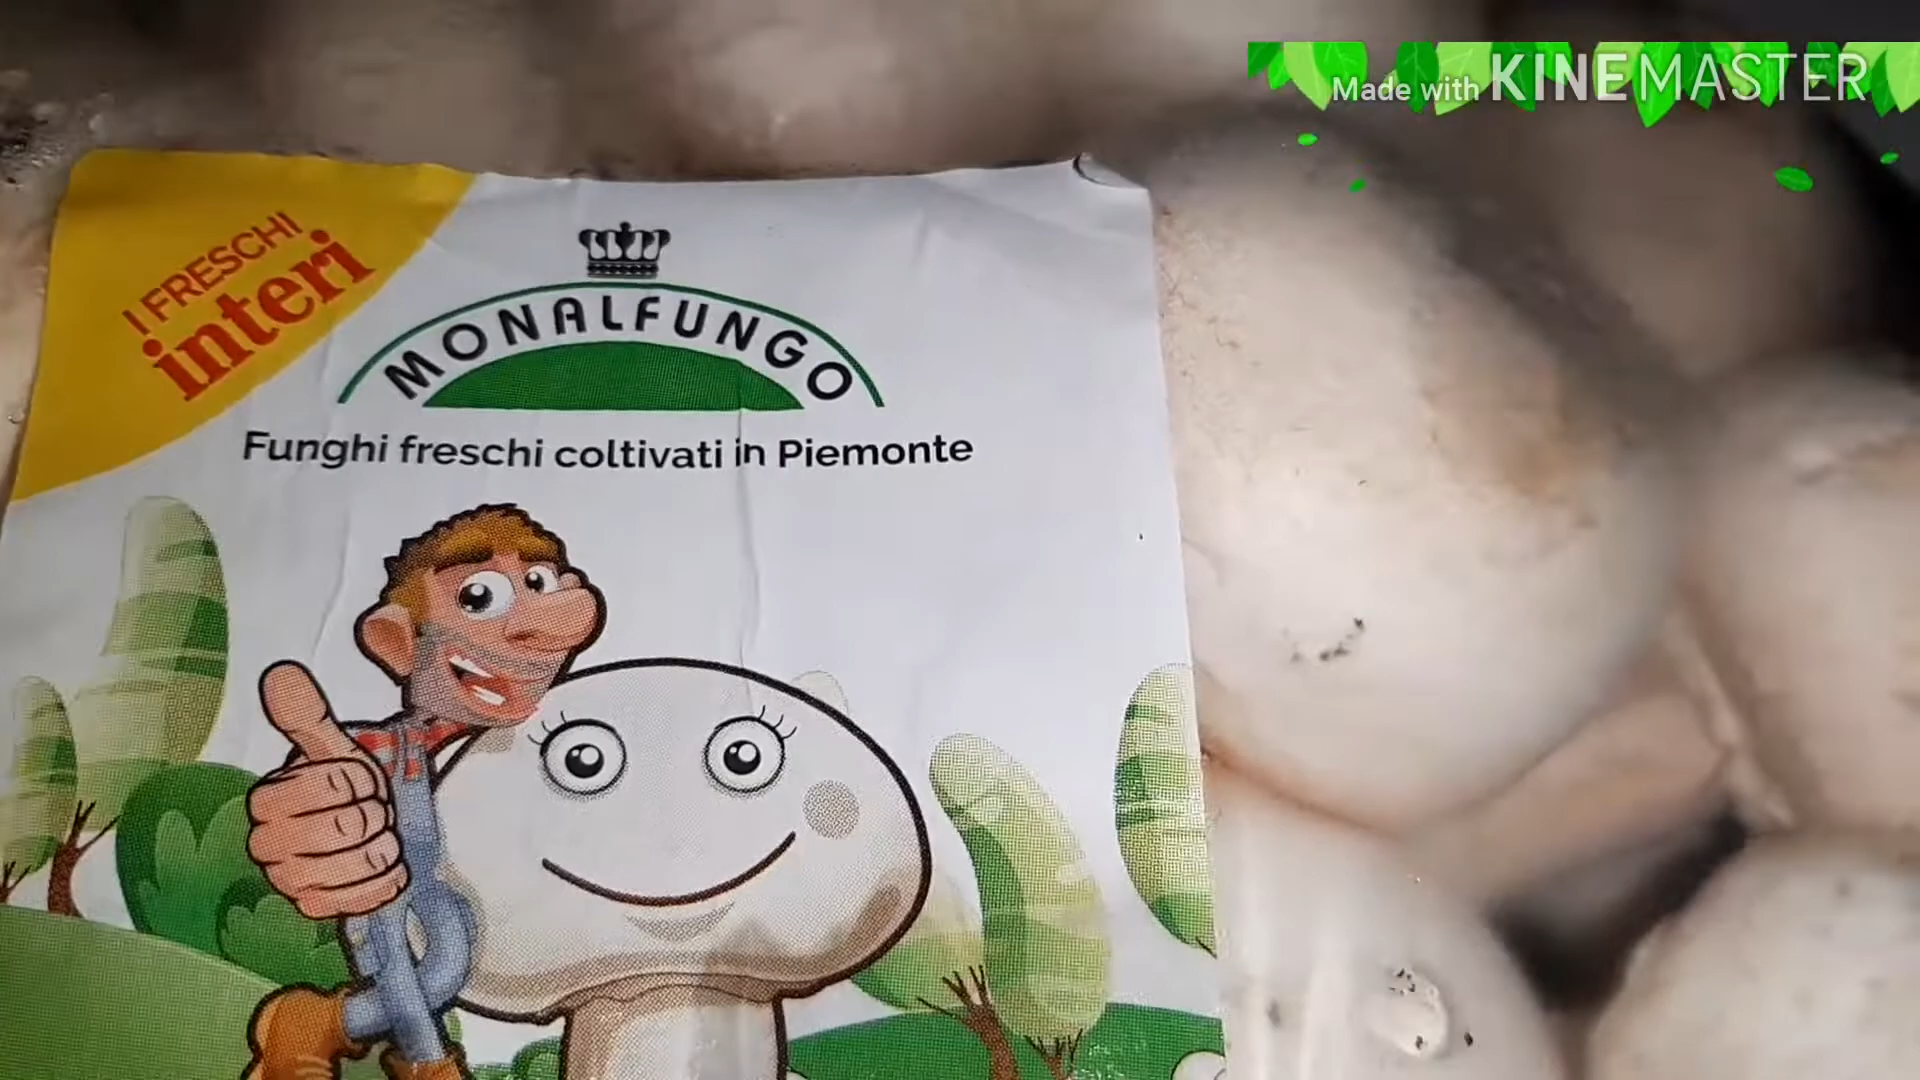 Made with KINEMASTER
I FRESCHI
interi
MONALFUNGO
Funghi freschi coltivati in Piemonte